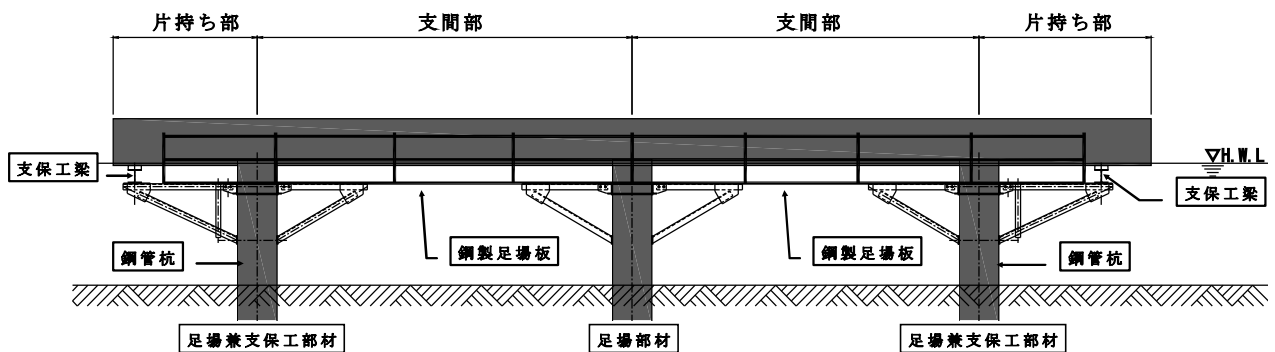 片持ち部
支間部
支間部
片持ち部
支保工梁
▽H.W.L
支保工梁
鋼管杭
鋼製足場板
鋼製足場板
鋼管杭
足場兼支保工部材
足場部材
足場兼支保工部材